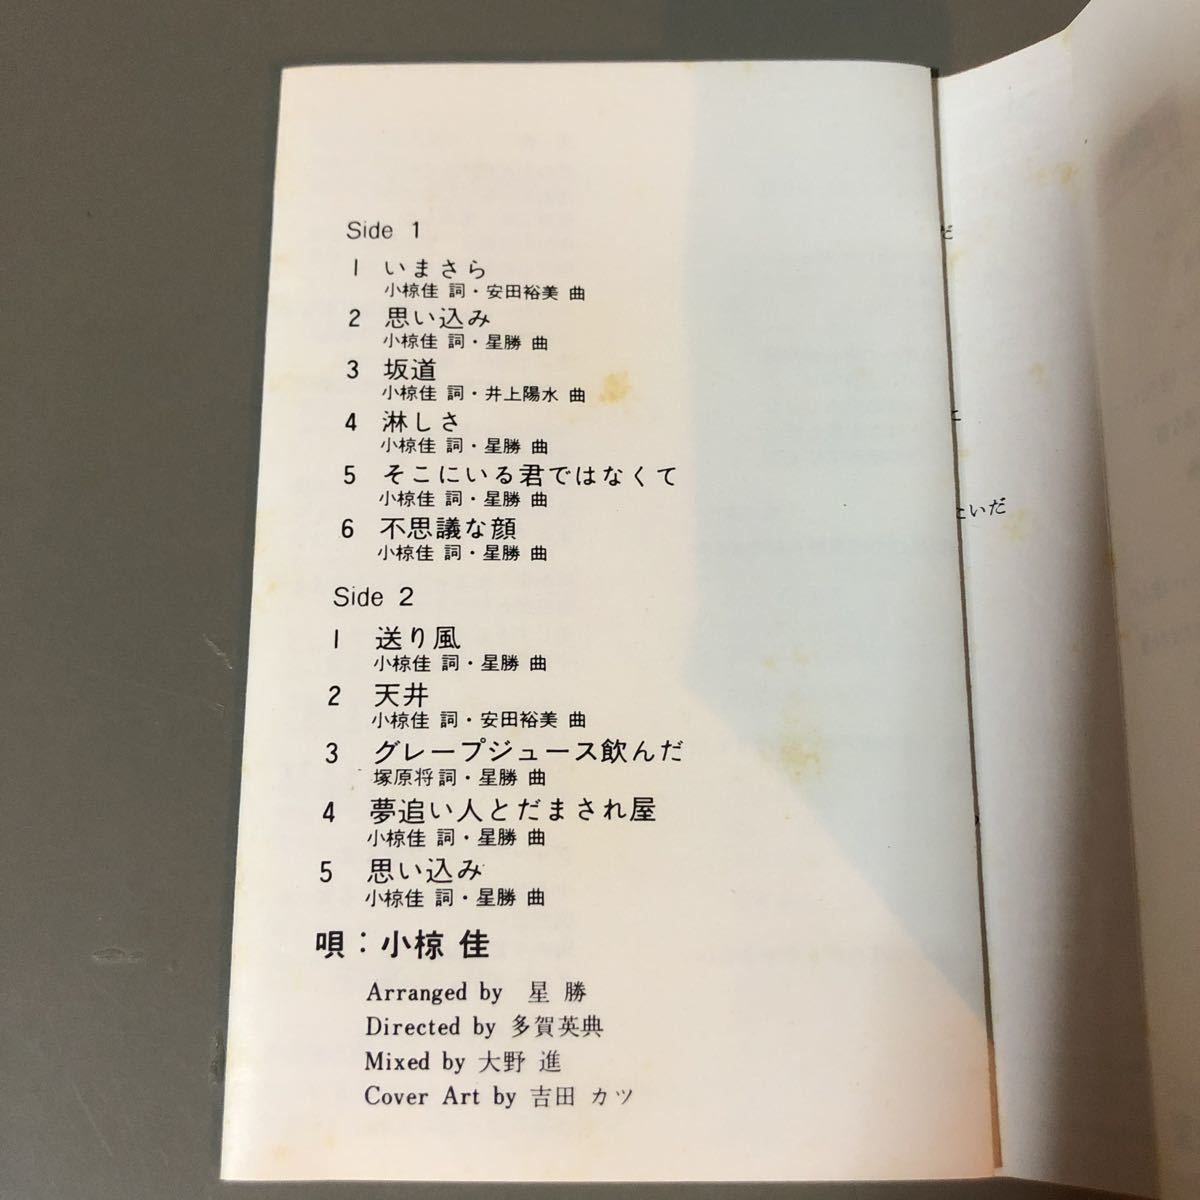 Side 1
1 いまさら
小椋佳 詞・安田裕美 曲
2 思い込み
小椋佳 詞・星勝 曲
3 坂道
小椋佳 詞・井上陽水 曲
4 淋しさ
小椋佳 詞・星勝 曲
5 そこにいる君ではなくて
小椋佳 詞・星勝 曲
6 不思議な顔
小椋佳 詞・星勝 曲
Side 2
1 送り風
小椋佳 詞・星勝 曲
2 天井
小椋佳 詞・安田裕美 曲
3 グレープジュース飲んだ
塚原将 詞・星勝 曲
4 夢追い人とだまされ屋
小椋佳 詞・星勝 曲
5 思い込み
小椋佳 詞・星勝 曲
唄：小椋 佳
Arranged by 星 勝
Directed by 多賀英典
Mixed by 大野 進
Cover Art by 吉田 カツ
だ
いだ